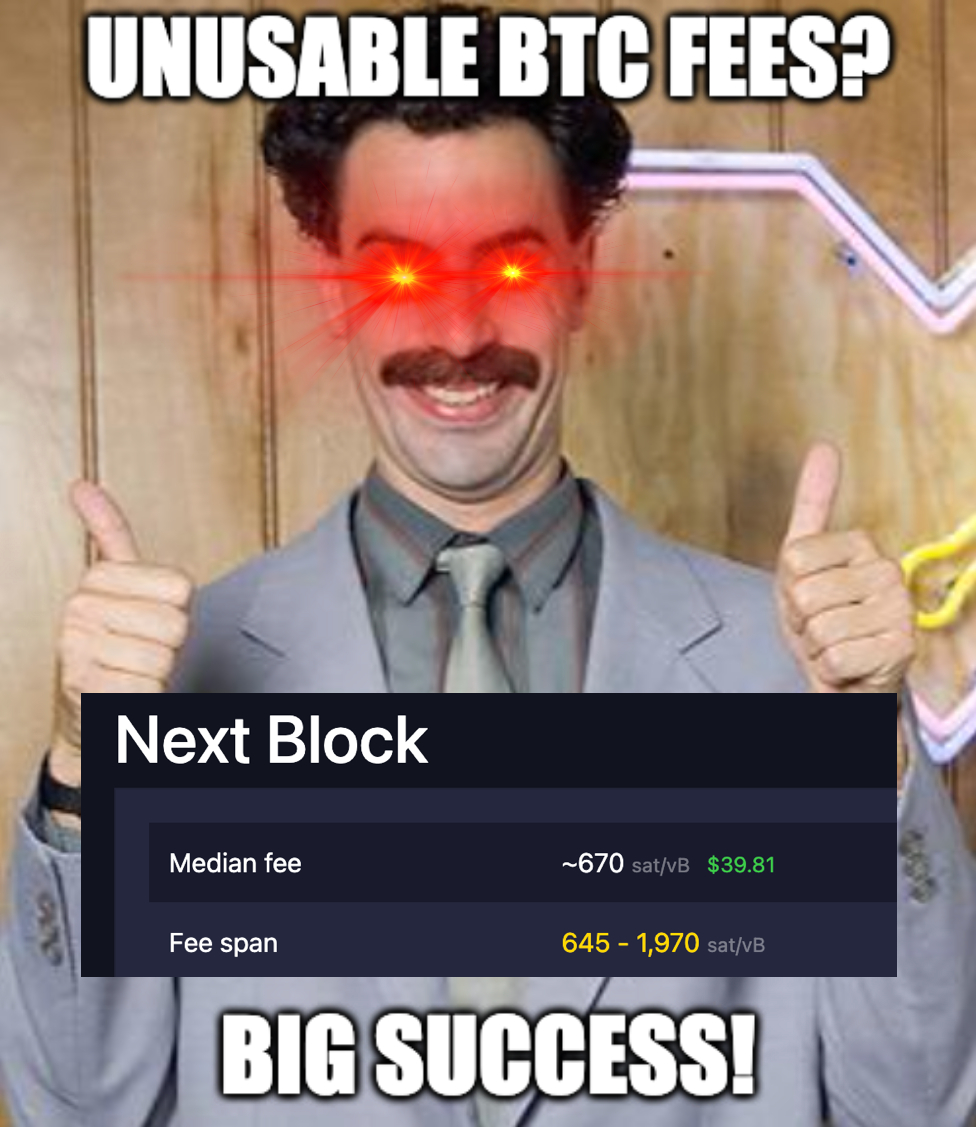 UNUSABLE BTC FEES?
Next Block
Median fee ~670 sat/vB $39.81
Fee span 645 - 1,970 sat/vB
BIG SUCCESS!